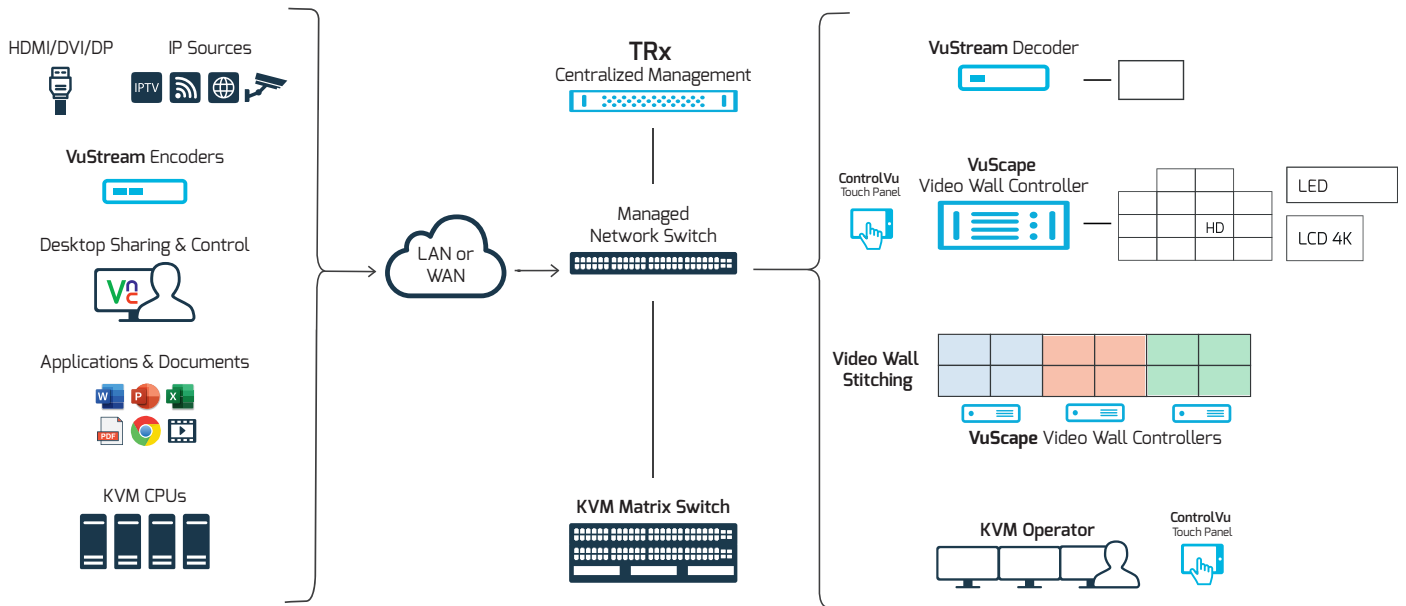 HDMI/DVI/DP
IP Sources
IPTV
VuStream Encoders
Desktop Sharing & Control
Vnc
Applications & Documents
W
P
X
PDF
KVM CPUs
LAN or
WAN
TRx
Centralized Management
Managed
Network Switch
KVM Matrix Switch
VuStream Decoder
ControlVu
Touch Panel
VuScape
Video Wall Controller
HD
LED
LCD 4K
Video Wall
Stitching
VuScape Video Wall Controllers
KVM Operator
ControlVu
Touch Panel